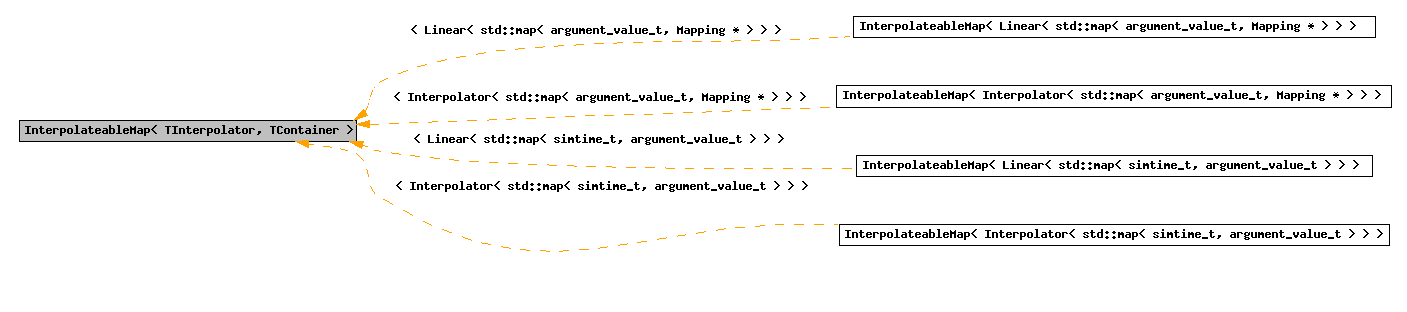 < Linear< std::map< argument_value_t, Mapping * > > >
InterpolateableMap< Linear< std::map< argument_value_t, Mapping * > > >
< Interpolator< std::map< argument_value_t, Mapping * > > >
InterpolateableMap< Interpolator< std::map< argument_value_t, Mapping * > > >
InterpolateableMap< TInterpolator, TContainer >
< Linear< std::map< simtime_t, argument_value_t > > >
InterpolateableMap< Linear< std::map< simtime_t, argument_value_t > > >
< Interpolator< std::map< simtime_t, argument_value_t > > >
InterpolateableMap< Interpolator< std::map< simtime_t, argument_value_t > > >